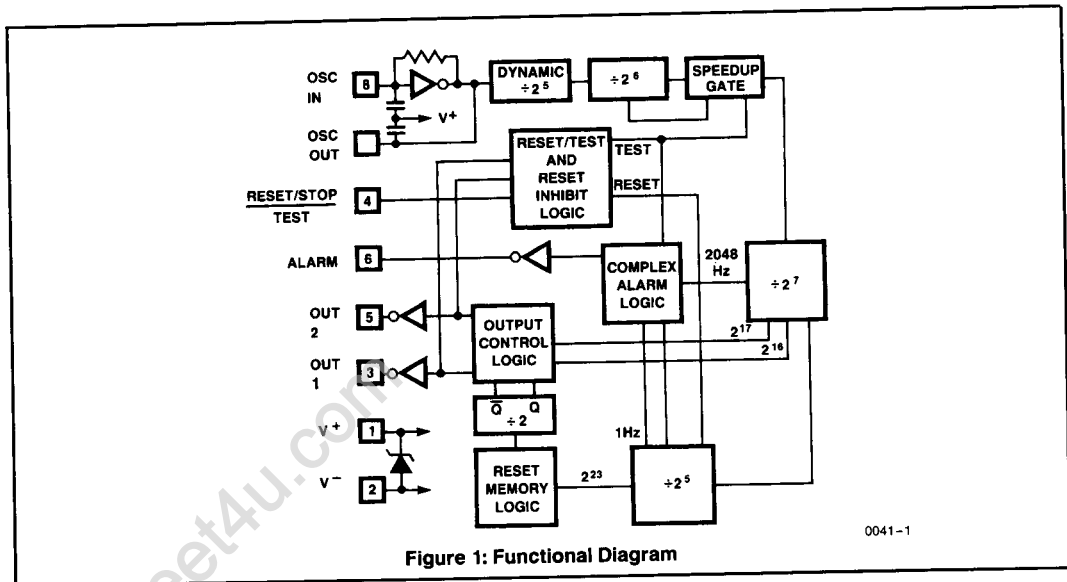 OSC
IN
8
V+
OSC
OUT
DYNAMIC
÷2⁵
÷2⁶
SPEEDUP
GATE
RESET/STOP
TEST
4
RESET/TEST
AND
RESET
INHIBIT
LOGIC
TEST
RESET
ALARM
6
COMPLEX
ALARM
LOGIC
2048
Hz
÷2⁷
OUT
2
5
OUT
1
3
OUTPUT
CONTROL
LOGIC
2¹⁷
2¹⁶
Q̅ Q
÷2
V+
1
V−
2
RESET
MEMORY
LOGIC
2²³
1Hz
÷2⁵
0041-1
Figure 1: Functional Diagram
eet4u.com